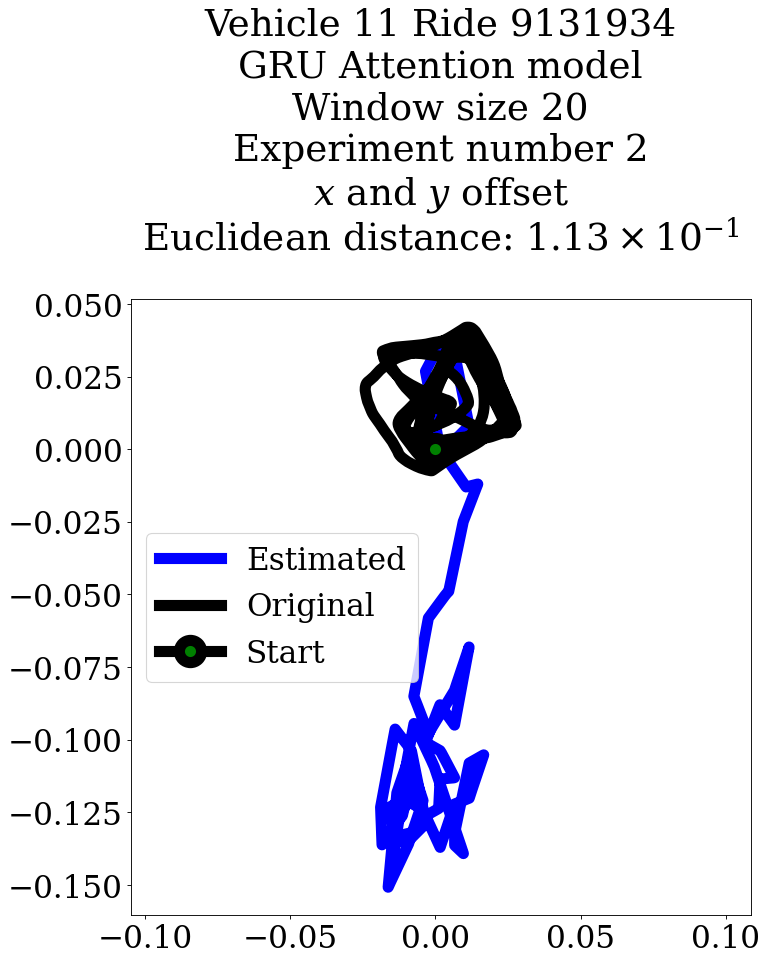 Vehicle 11 Ride 9131934
GRU Attention model
Window size 20
Experiment number 2
x and y offset
Euclidean distance: 1.13 × 10⁻¹
0.050
0.025
0.000
−0.025
−0.050
−0.075
−0.100
−0.125
−0.150
Estimated
Original
Start
−0.10 −0.05 0.00 0.05 0.10